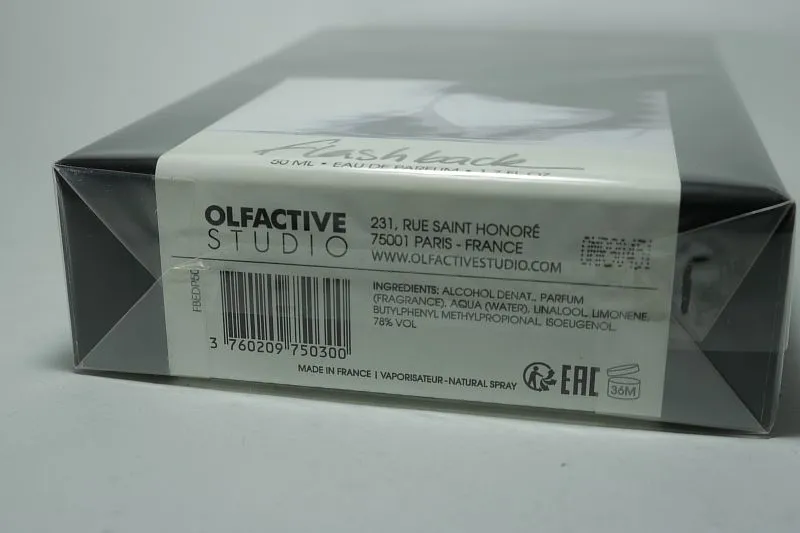 Flashback
50 ML • EAU DE PARFUM • 1.7 FL.OZ
OLFACTIVE
STUDIO
231, RUE SAINT HONORÉ
75001 PARIS - FRANCE
WWW.OLFACTIVESTUDIO.COM
FBEDP50
INGREDIENTS: ALCOHOL DENAT., PARFUM
(FRAGRANCE), AQUA (WATER), LINALOOL, LIMONENE,
BUTYLPHENYL METHYLPROPIONAL, ISOEUGENOL.
78% VOL
3 760209 750300
MADE IN FRANCE | VAPORISATEUR - NATURAL SPRAY
EAC
36M